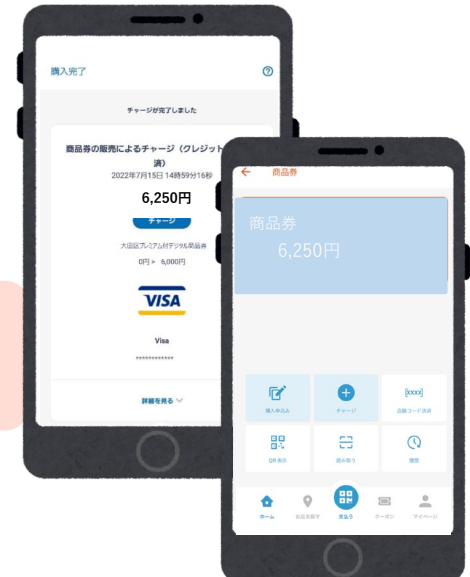 購入完了
?
チャージが完了しました
商品券の販売によるチャージ（クレジット
済）
2022年7月15日 14時59分16秒
6,250円
チャージ
大田区プレミアム付デジタル商品券
0円 > 6,000円
VISA
Visa
************
詳細を見る
← 商品券
商品券
6,250円
購入申込み
チャージ
[xxxx]
店舗コード決済
QR 表示
読み取り
履歴
ホーム
お店を探す
支払う
クーポン
マイページ